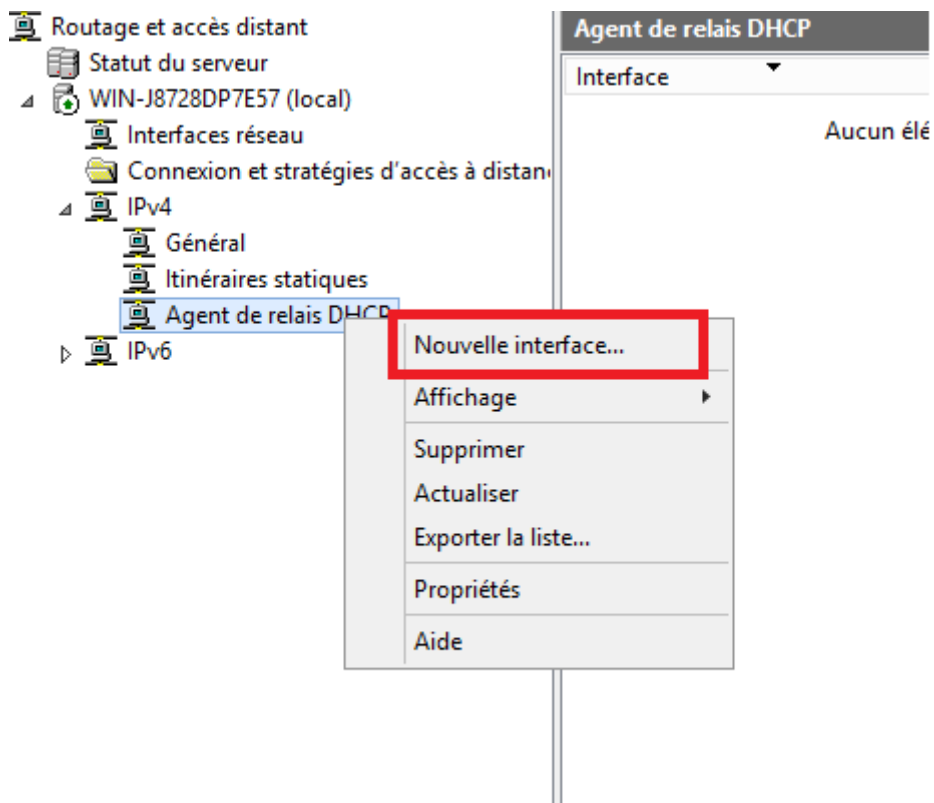 Routage et accès distant
Statut du serveur
WIN-J8728DP7E57 (local)
Interfaces réseau
Connexion et stratégies d'accès à distan
IPv4
Général
Itinéraires statiques
Agent de relais DHCP
IPv6
Agent de relais DHCP
Interface
Aucun élé
Nouvelle interface...
Affichage
Supprimer
Actualiser
Exporter la liste...
Propriétés
Aide